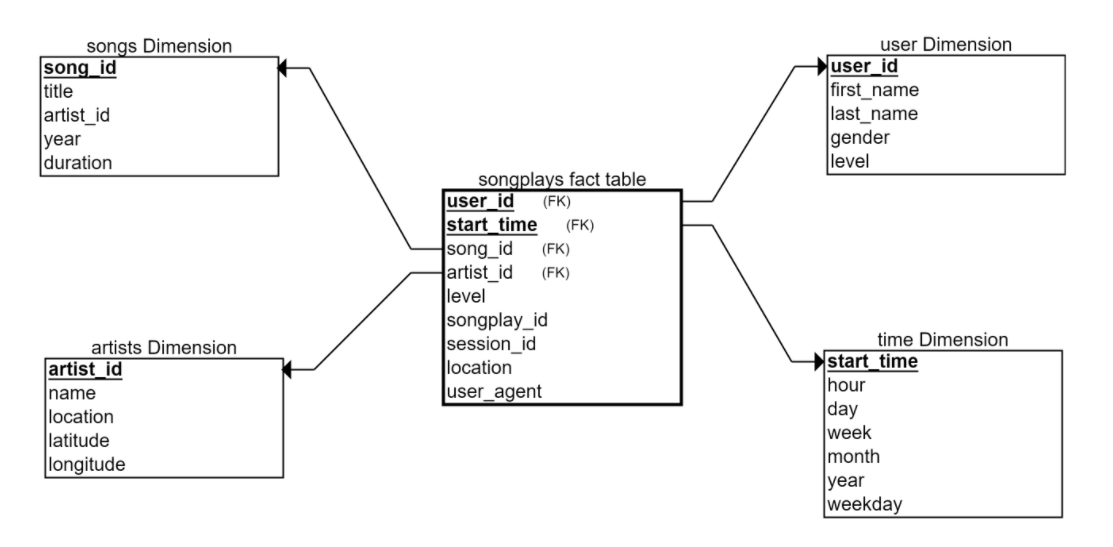 songs Dimension
song_id
title
artist_id
year
duration
user Dimension
user_id
first_name
last_name
gender
level
songplays fact table
user_id (FK)
start_time (FK)
song_id (FK)
artist_id (FK)
level
songplay_id
session_id
location
user_agent
artists Dimension
artist_id
name
location
latitude
longitude
time Dimension
start_time
hour
day
week
month
year
weekday